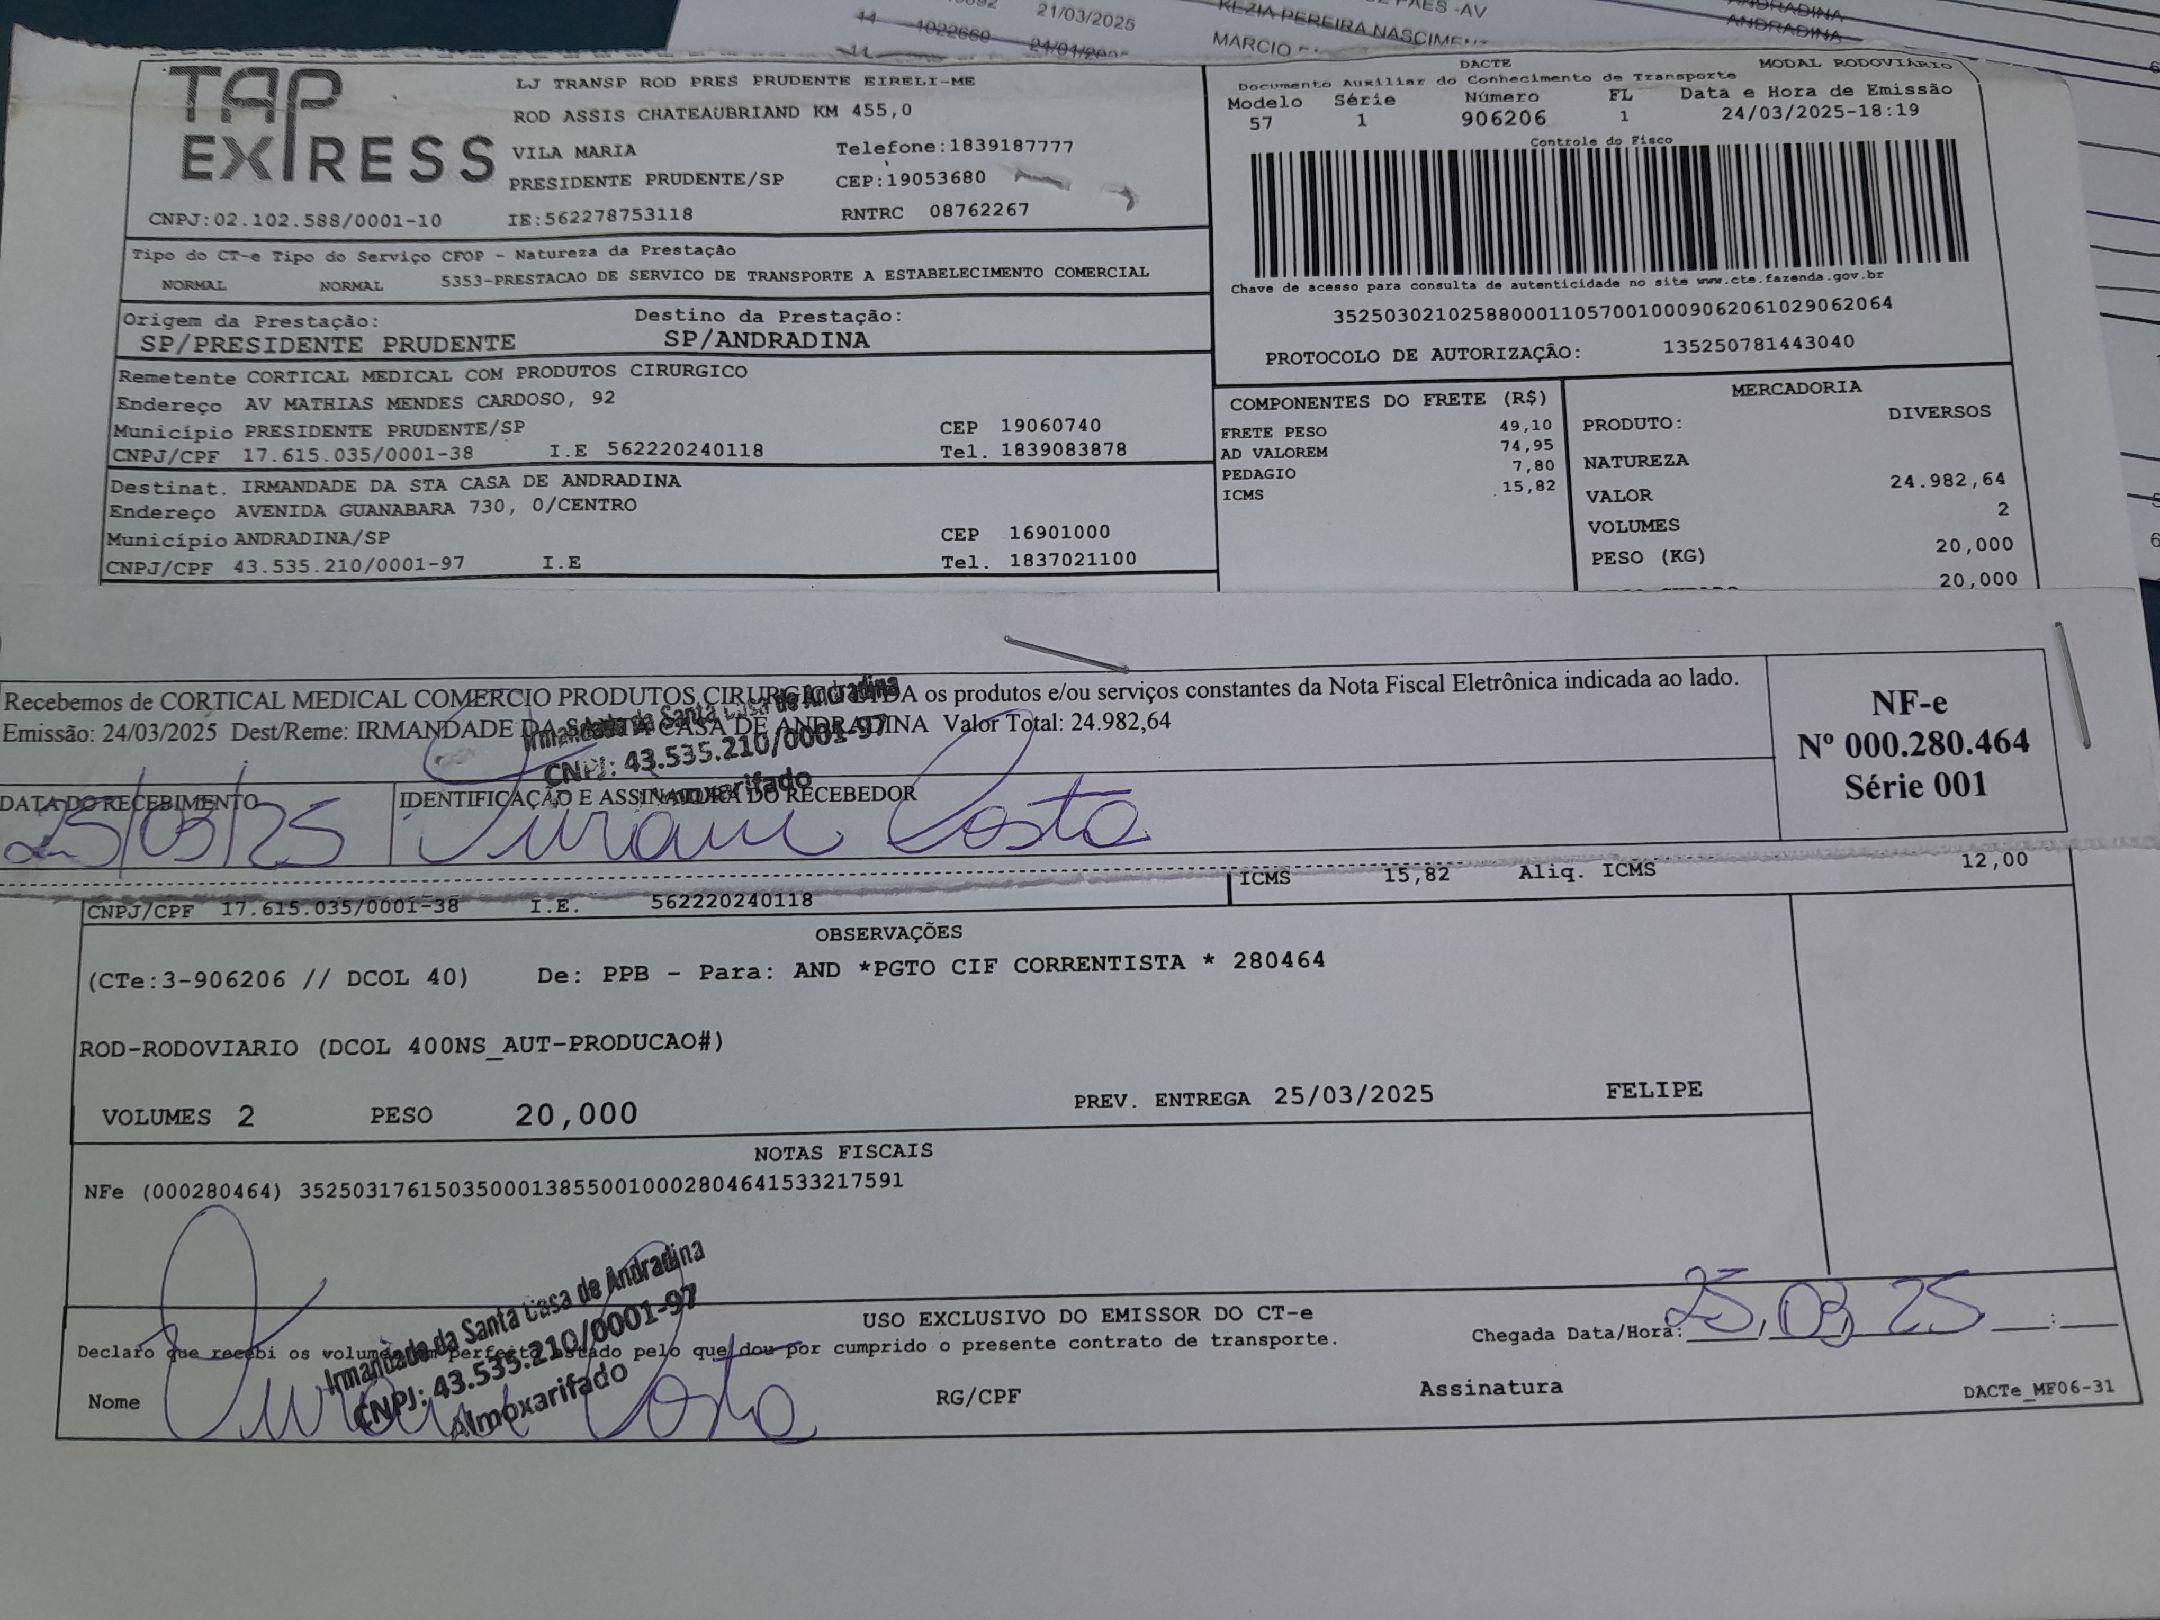 21/03/2025
PAES -AV
KEZIA PEREIRA NASCIME
ANDRADINA
14 1022660 24/01/202
MARCIO
ANDRADINA
11
TAP EXPRESS
LJ TRANSP ROD PRES PRUDENTE EIRELI-ME
ROD ASSIS CHATEAUBRIAND KM 455,0
VILA MARIA Telefone:1839187777
PRESIDENTE PRUDENTE/SP CEP:19053680
CNPJ:02.102.588/0001-10 IE:562278753118 RNTRC 08762267
DACTE MODAL RODOVIÁRIO
Documento Auxiliar do Conhecimento de Transporte
Modelo Série Número FL Data e Hora de Emissão
57 1 906206 1 24/03/2025-18:19
Controle do Fisco
Chave de acesso para consulta de autenticidade no site www.cte.fazenda.gov.br
35250302102588000110570010009062061029062064
PROTOCOLO DE AUTORIZAÇÃO: 135250781443040
Tipo do CT-e Tipo do Serviço CFOP - Natureza da Prestação
NORMAL NORMAL 5353-PRESTACAO DE SERVICO DE TRANSPORTE A ESTABELECIMENTO COMERCIAL
Origem da Prestação: Destino da Prestação:
SP/PRESIDENTE PRUDENTE SP/ANDRADINA
Remetente CORTICAL MEDICAL COM PRODUTOS CIRURGICO
Endereço AV MATHIAS MENDES CARDOSO, 92
Município PRESIDENTE PRUDENTE/SP CEP 19060740
CNPJ/CPF 17.615.035/0001-38 I.E 562220240118 Tel. 1839083878
Destinat. IRMANDADE DA STA CASA DE ANDRADINA
Endereço AVENIDA GUANABARA 730, 0/CENTRO
Município ANDRADINA/SP CEP 16901000
CNPJ/CPF 43.535.210/0001-97 I.E Tel. 1837021100
COMPONENTES DO FRETE (R$)
FRETE PESO 49,10
AD VALOREM 74,95
PEDAGIO 7,80
ICMS 15,82
MERCADORIA
PRODUTO: DIVERSOS
NATUREZA
VALOR 24.982,64
VOLUMES 2
PESO (KG) 20,000
20,000
Recebemos de CORTICAL MEDICAL COMERCIO PRODUTOS CIRURGICO LTDA os produtos e/ou serviços constantes da Nota Fiscal Eletrônica indicada ao lado.
Emissão: 24/03/2025 Dest/Reme: IRMANDADE DA SANTA CASA DE ANDRADINA Valor Total: 24.982,64
Irmandade da Santa Casa de Andradina
CNPJ: 43.535.210/0001-97
Almoxarifado
NF-e
Nº 000.280.464
Série 001
DATA DO RECEBIMENTO IDENTIFICAÇÃO E ASSINATURA DO RECEBEDOR
25/03/25 Costa
ICMS 15,82 Aliq. ICMS 12,00
CNPJ/CPF 17.615.035/0001-38 I.E. 562220240118
OBSERVAÇÕES
(CTe:3-906206 // DCOL 40) De: PPB - Para: AND *PGTO CIF CORRENTISTA * 280464
ROD-RODOVIARIO (DCOL 400NS_AUT-PRODUCAO#)
VOLUMES 2 PESO 20,000 PREV. ENTREGA 25/03/2025 FELIPE
NOTAS FISCAIS
NFe (000280464) 35250317615035000138550010002804641533217591
Irmandade da Santa Casa de Andradina
CNPJ: 43.535.210/0001-97
Almoxarifado
USO EXCLUSIVO DO EMISSOR DO CT-e
Declaro que recebi os volumes em perfeito estado pelo que dou por cumprido o presente contrato de transporte.
Chegada Data/Hora: 25/03/25 __:__
Nome Costa RG/CPF Assinatura DACTe_MF06-31